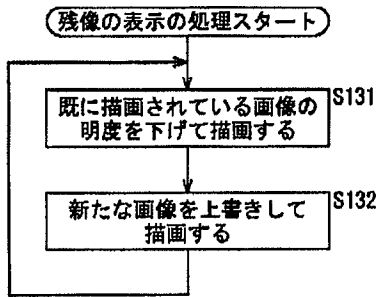 残像の表示の処理スタート
S131
既に描画されている画像の
明度を下げて描画する
S132
新たな画像を上書きして
描画する